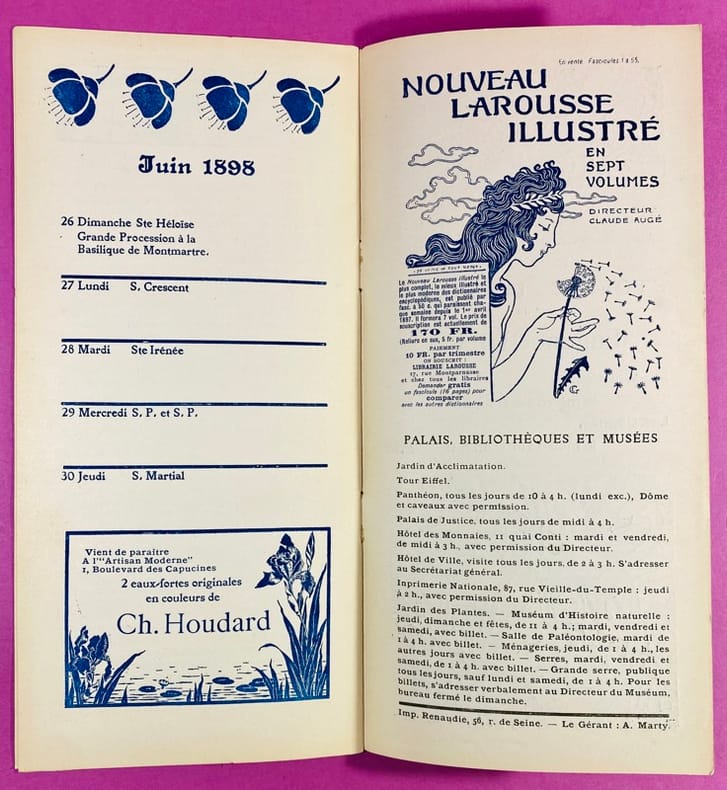 Juin 1898
26 Dimanche Ste Héloïse
Grande Procession à la
Basilique de Montmartre.
27 Lundi S. Crescent
28 Mardi Ste Irénée
29 Mercredi S. P. et S. P.
30 Jeudi S. Martial
Vient de paraître
A l'"Artisan Moderne"
1, Boulevard des Capucines
2 eaux-fortes originales
en couleurs de
Ch. Houdard
En vente Fascicules 1 à 55.
NOUVEAU
LAROUSSE
ILLUSTRÉ
EN
SEPT
VOLUMES
DIRECTEUR
CLAUDE AUGÉ
"JE SÈME À TOUT VENT"
Le Nouveau Larousse illustré le
plus complet, le mieux illustré et
le plus moderne des dictionnaires
encyclopédiques, est publié par
fasc. à 50 c. qui paraissent cha-
que semaine depuis le 1er avril
1897. Il formera 7 vol. Le prix de
souscription est actuellement de
170 FR.
(Reliure en sus, 5 fr. par volume
PAIEMENT
10 FR. par trimestre
ON SOUSCRIT :
LIBRAIRIE LAROUSSE
17, rue Montparnasse
et chez tous les libraires
Demander gratis
un fascicule (16 pages) pour
comparer
avec les autres dictionnaires
G
PALAIS, BIBLIOTHÈQUES ET MUSÉES
Jardin d'Acclimatation.
Tour Eiffel.
Panthéon, tous les jours de 10 à 4 h. (lundi exc.), Dôme
et caveaux avec permission.
Palais de Justice, tous les jours de midi à 4 h.
Hôtel des Monnaies, 11 quai Conti : mardi et vendredi,
de midi à 3 h., avec permission du Directeur.
Hôtel de Ville, visite tous les jours, de 2 à 3 h. S'adresser
au Secrétariat général.
Inprimerie Nationale, 87, rue Vieille-du-Temple : jeudi
à 2 h., avec permission du Directeur.
Jardin des Plantes. — Muséum d'Histoire naturelle :
jeudi, dimanche et fêtes, de 11 à 4 h.; mardi, vendredi et
samedi, avec billet. — Salle de Paléontologie, mardi de
1 à 4 h. avec billet. — Ménageries, jeudi, de 1 à 4 h., les
autres jours avec billet. — Serres, mardi, vendredi et
samedi, de 1 à 4 h. avec billet. — Grande serre, publique
tous les jours, sauf lundi et samedi, de 1 à 4 h. Pour les
billets, s'adresser verbalement au Directeur du Muséum,
bureau fermé le dimanche.
Imp. Renaudie, 56, r. de Seine. — Le Gérant : A. Marty.